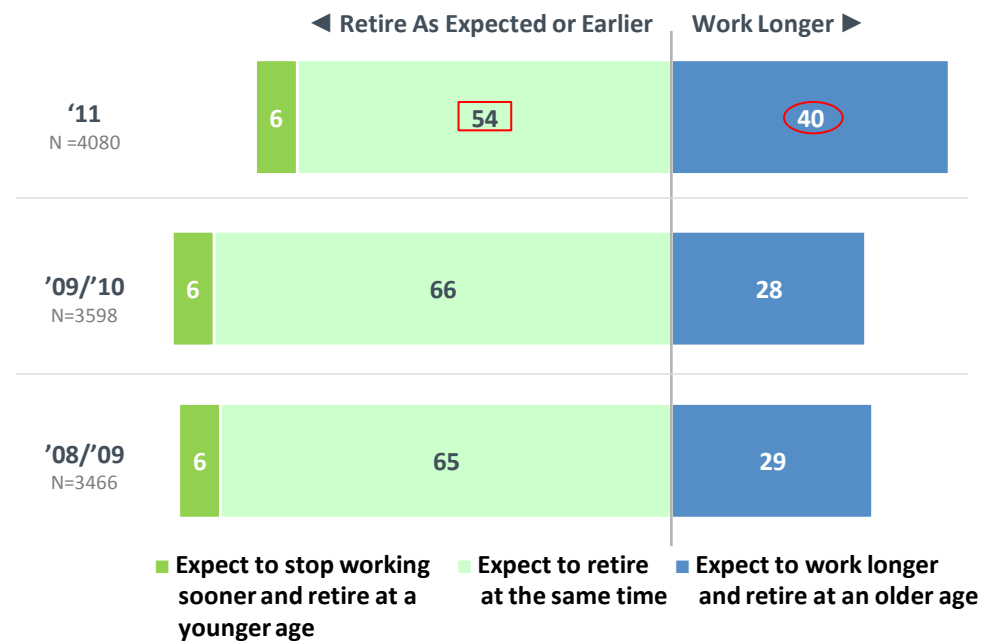 ◄ Retire As Expected or Earlier Work Longer ►
‘11
N =4080
6 54 40
’09/’10
N=3598
6 66 28
’08/’09
N=3466
6 65 29
Expect to stop working
sooner and retire at a
younger age
Expect to retire
at the same time
Expect to work longer
and retire at an older age